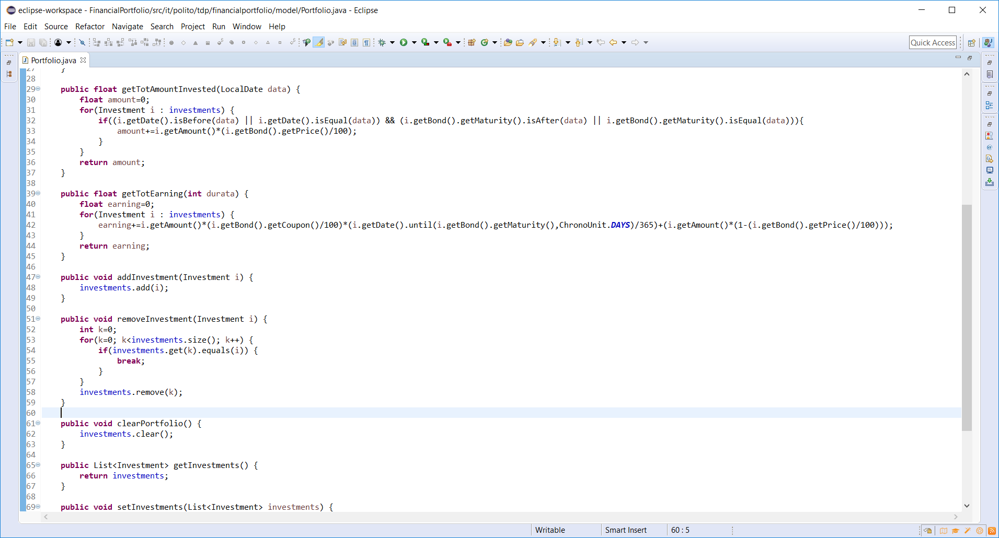 eclipse-workspace - FinancialPortfolio/src/it/polito/tdp/financialportfolio/model/Portfolio.java - Eclipse
File Edit Source Refactor Navigate Search Project Run Window Help
Quick Access
Portfolio.java
27     }
28
29     public float getTotAmountInvested(LocalDate data) {
30         float amount=0;
31         for(Investment i : investments) {
32             if((i.getDate().isBefore(data) || i.getDate().isEqual(data)) && (i.getBond().getMaturity().isAfter(data) || i.getBond().getMaturity().isEqual(data))){
33                 amount+=i.getAmount()*(i.getBond().getPrice()/100);
34             }
35         }
36         return amount;
37     }
38
39     public float getTotEarning(int durata) {
40         float earning=0;
41         for(Investment i : investments) {
42             earning+=i.getAmount()*(i.getBond().getCoupon()/100)*(i.getDate().until(i.getBond().getMaturity(),ChronoUnit.DAYS)/365)+(i.getAmount()*(1-(i.getBond().getPrice()/100)));
43         }
44         return earning;
45     }
46
47     public void addInvestment(Investment i) {
48         investments.add(i);
49     }
50
51     public void removeInvestment(Investment i) {
52         int k=0;
53         for(k=0; k<investments.size(); k++) {
54             if(investments.get(k).equals(i)) {
55                 break;
56             }
57         }
58         investments.remove(k);
59     }
60
61     public void clearPortfolio() {
62         investments.clear();
63     }
64
65     public List<Investment> getInvestments() {
66         return investments;
67     }
68
69     public void setInvestments(List<Investment> investments) {
Writable Smart Insert 60 : 5